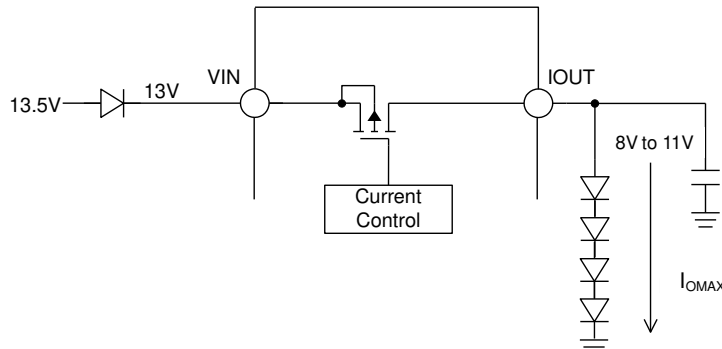 VIN
IOUT
13.5V
13V
8V to 11V
Current
Control
IOMAX